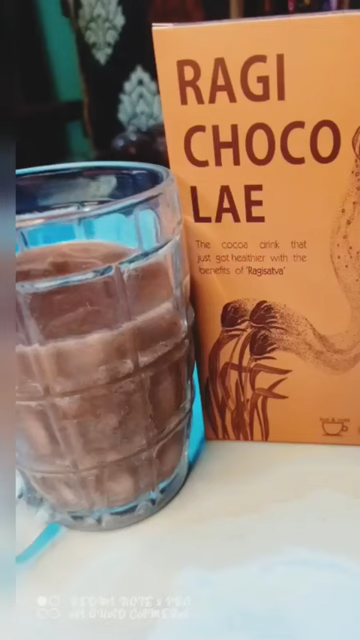 RAGI
CHOCO
LAE
The cocoa drink that
just got healthier with the
benefits of 'Ragisatva'